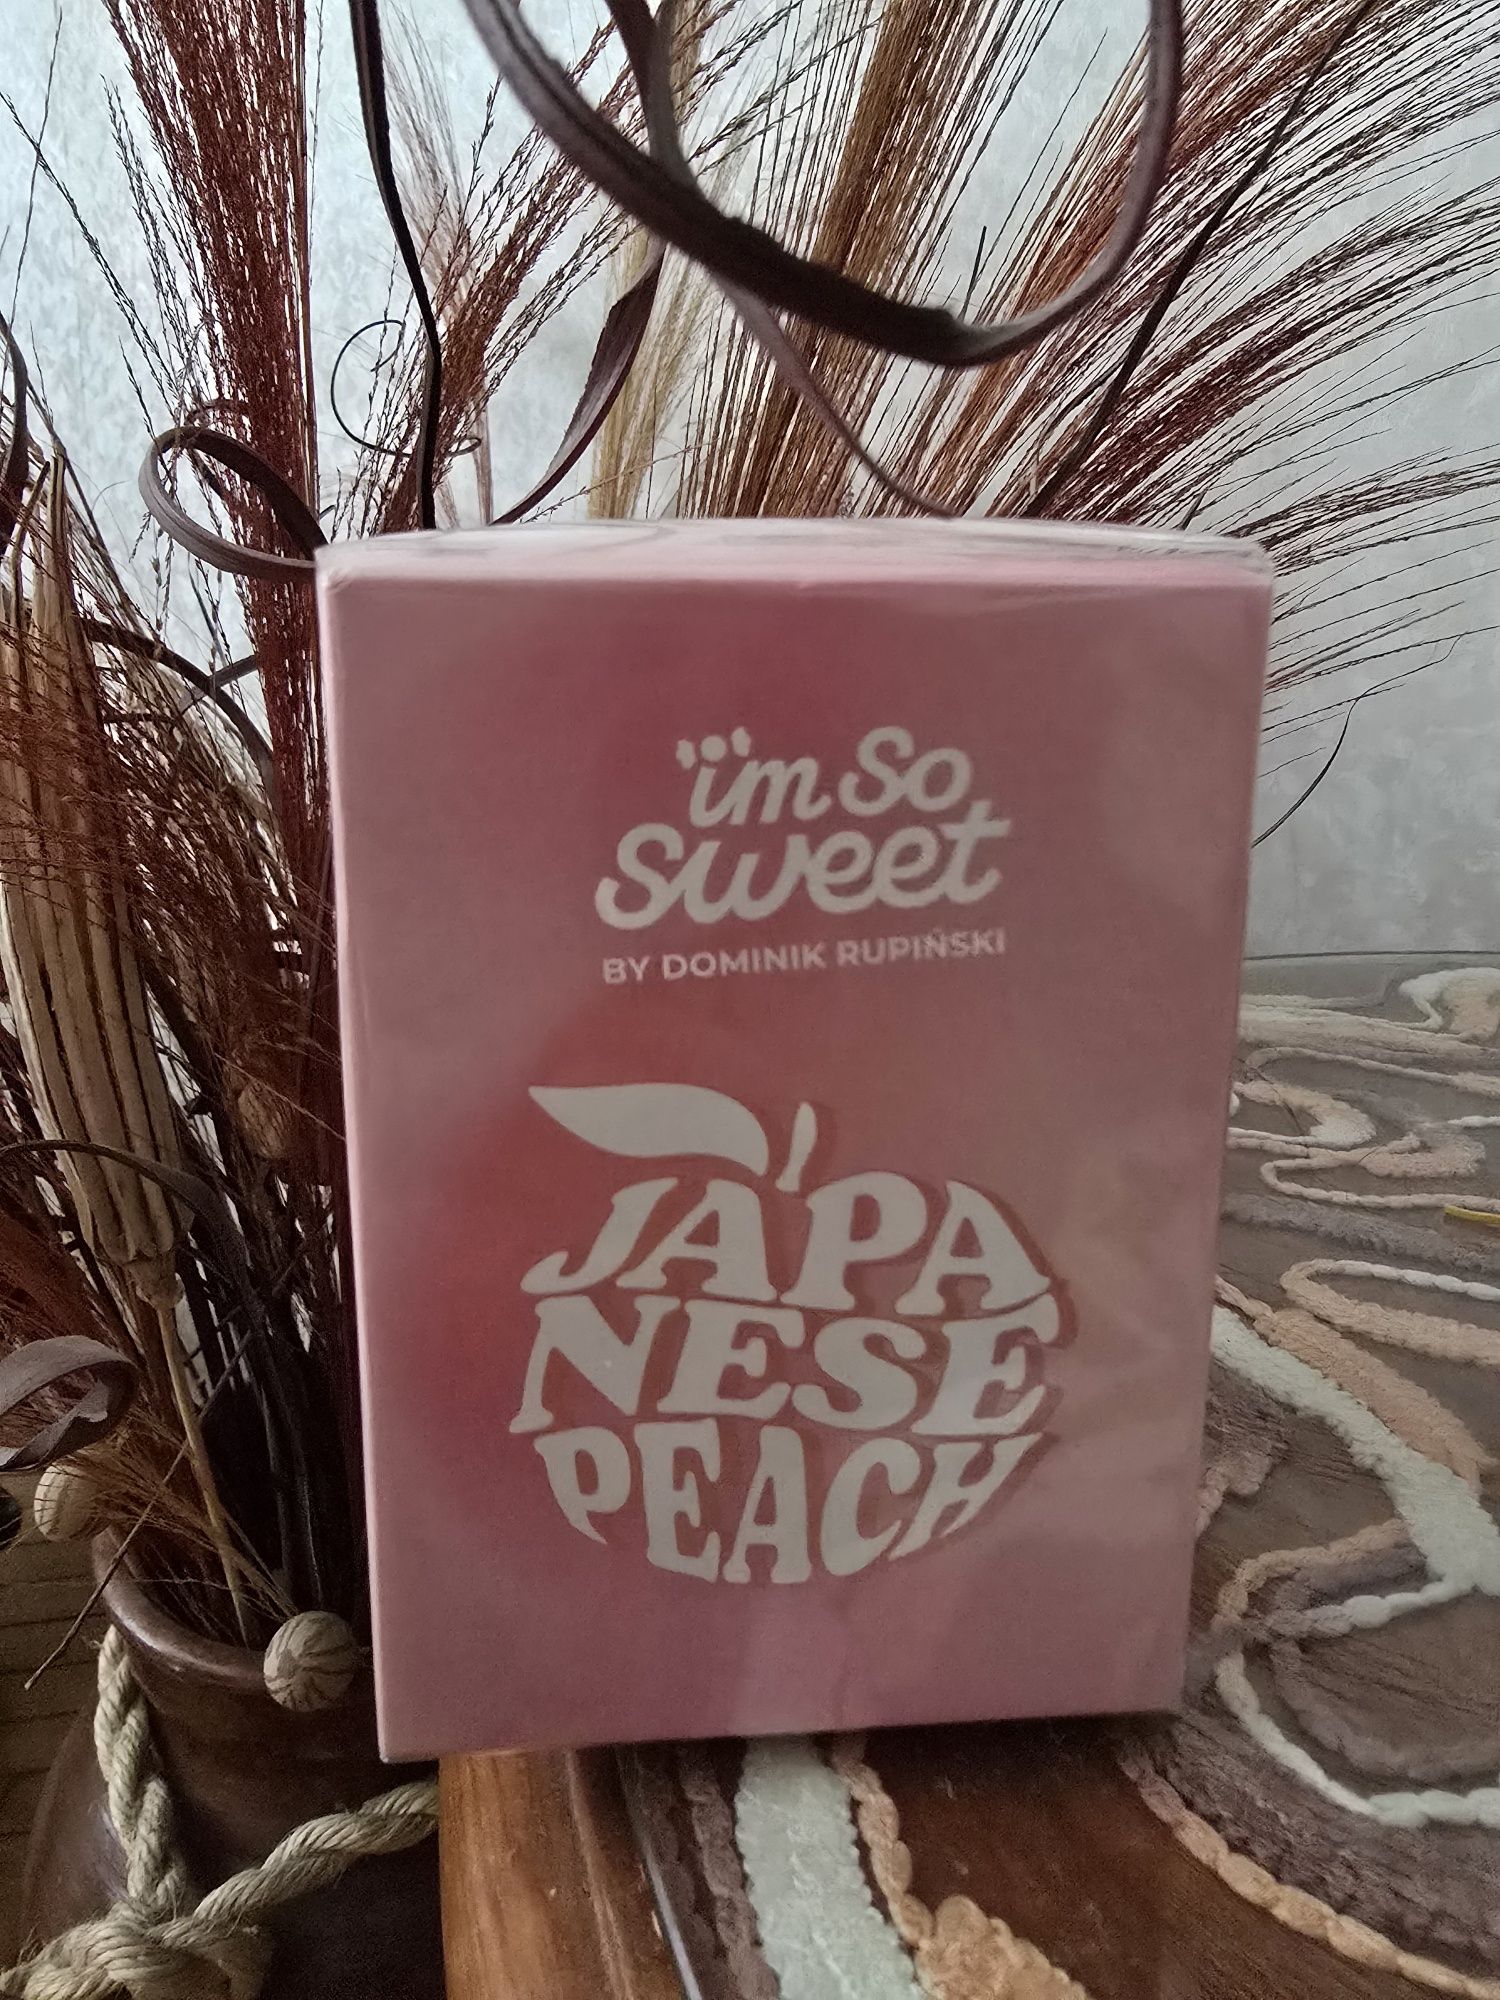 i'm So
Sweet
BY DOMINIK RUPIŃSKI
JAPA
NESE
PEACH